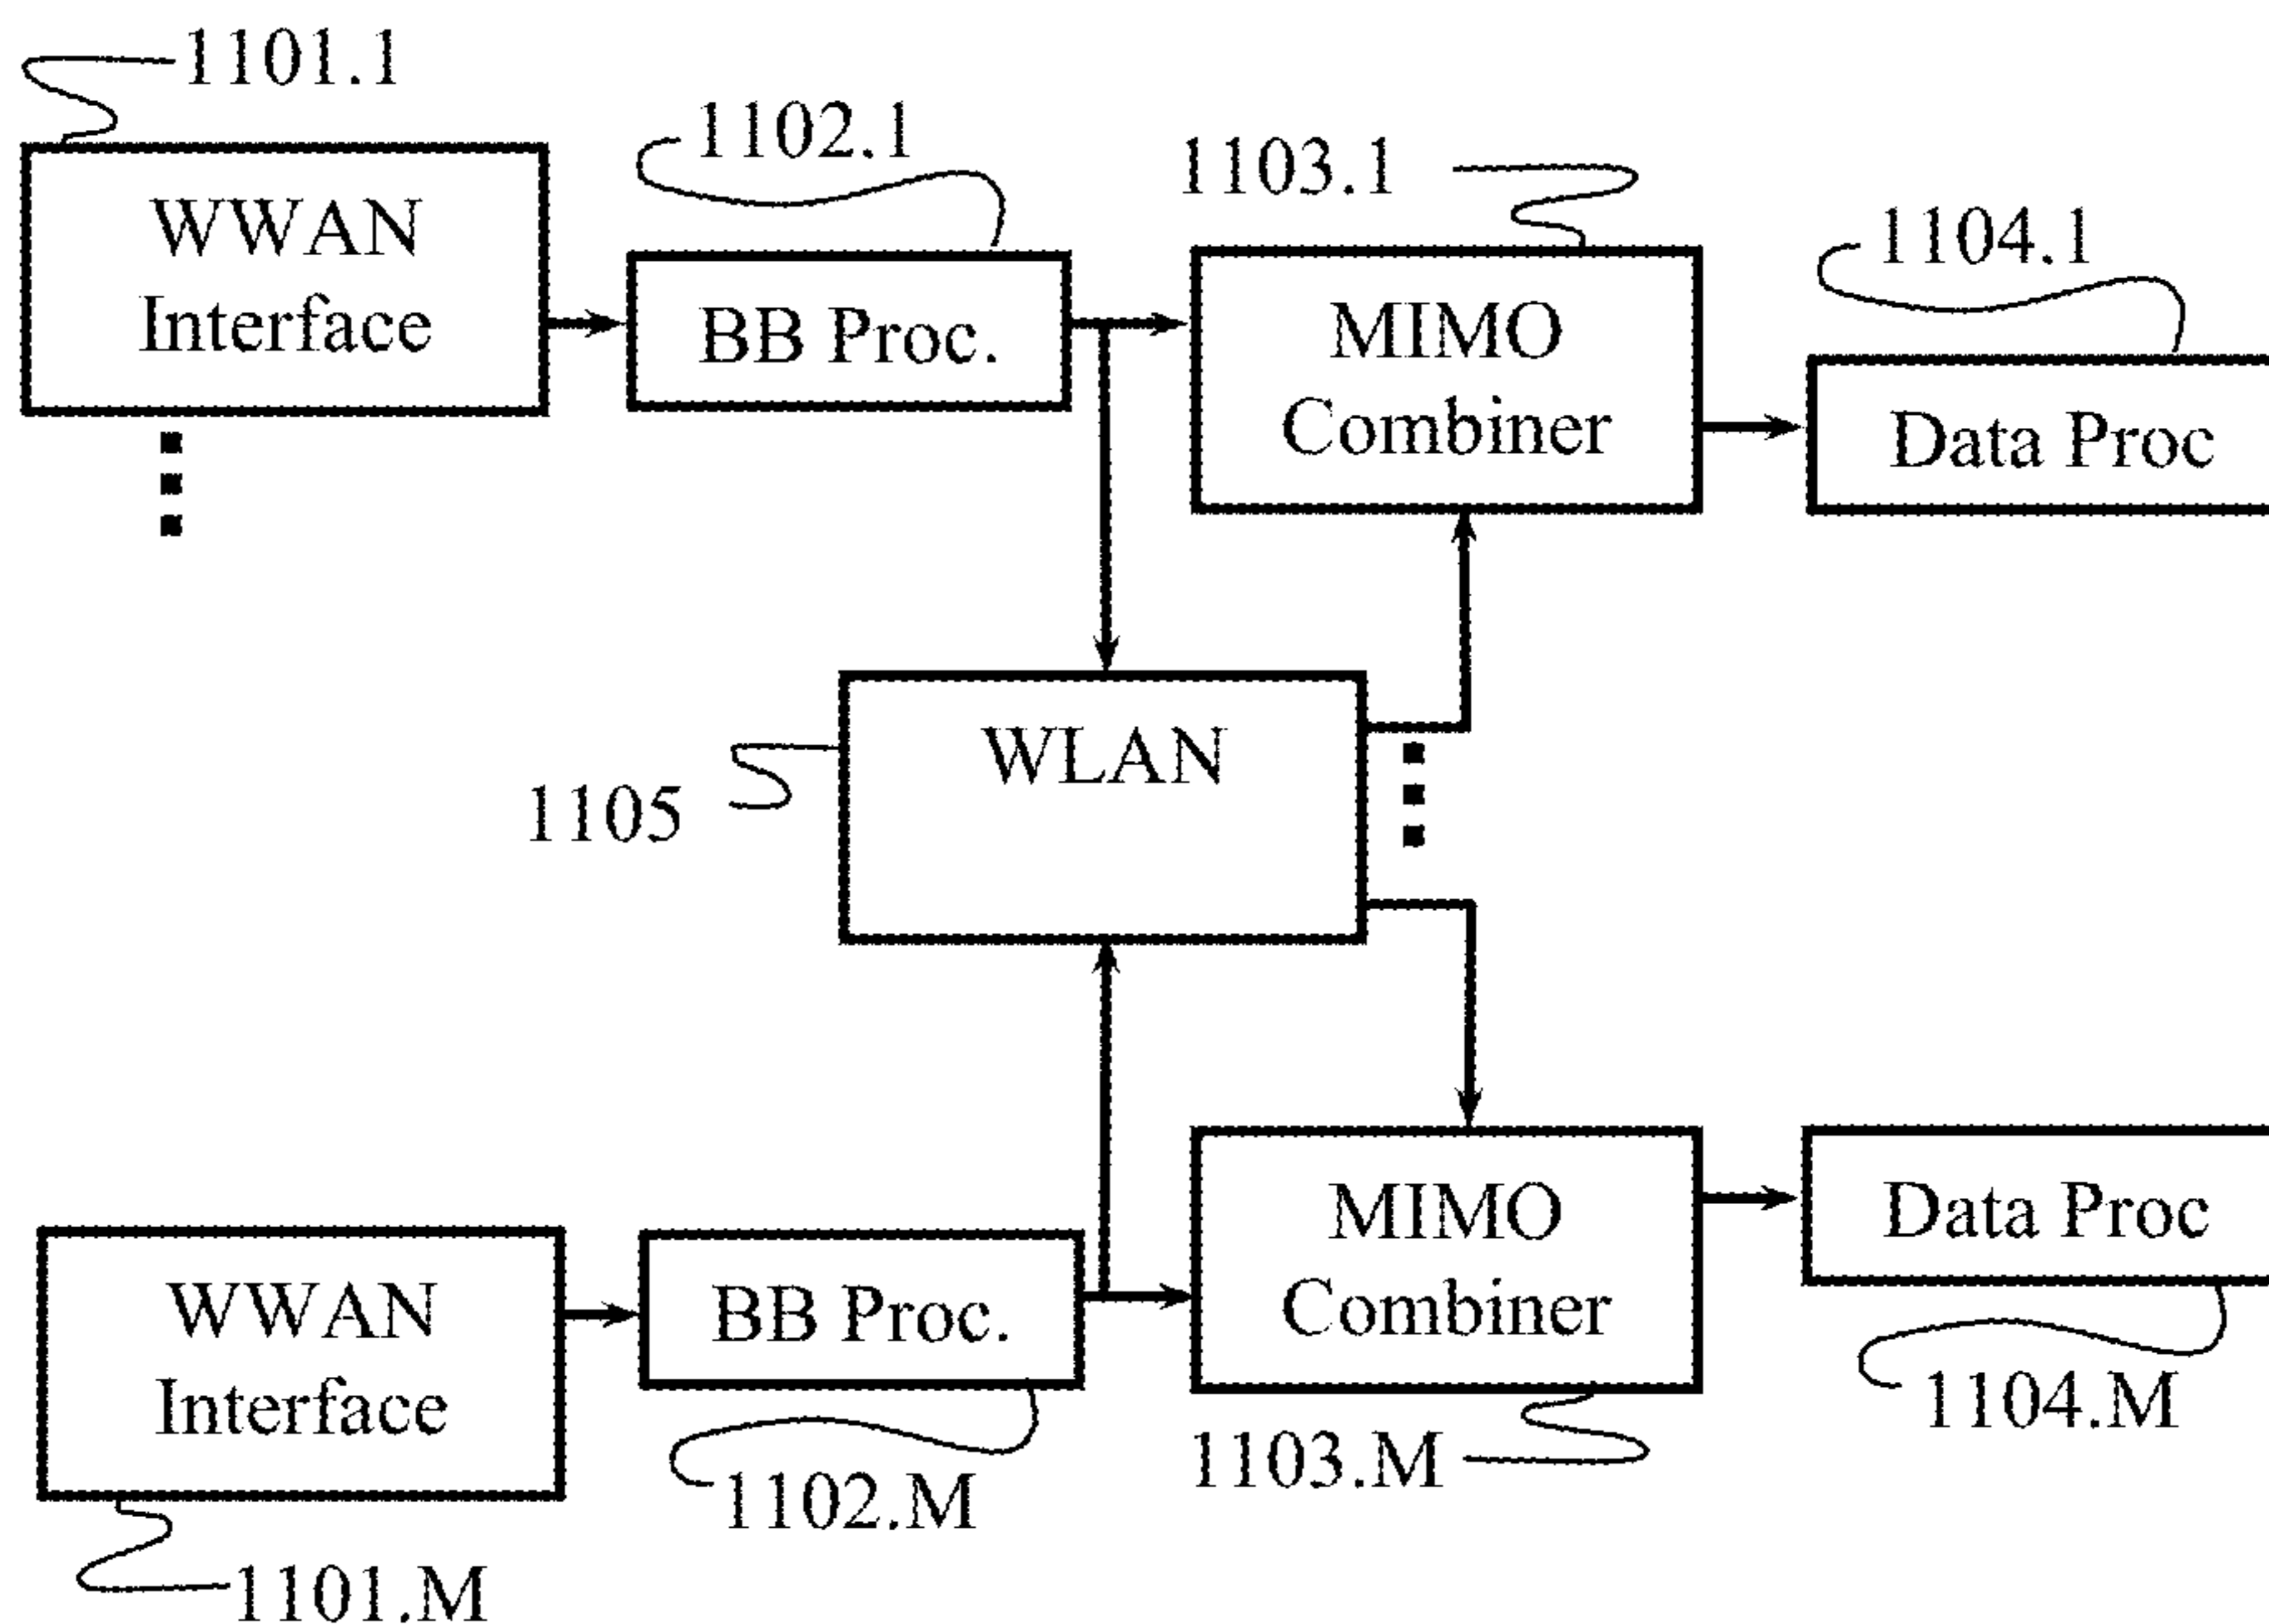 1101.1
1102.1
1103.1
1104.1
WWAN
Interface
BB Proc.
MIMO
Combiner
Data Proc
WLAN
1105
WWAN
Interface
BB Proc.
MIMO
Combiner
Data Proc
1101.M
1102.M
1103.M
1104.M